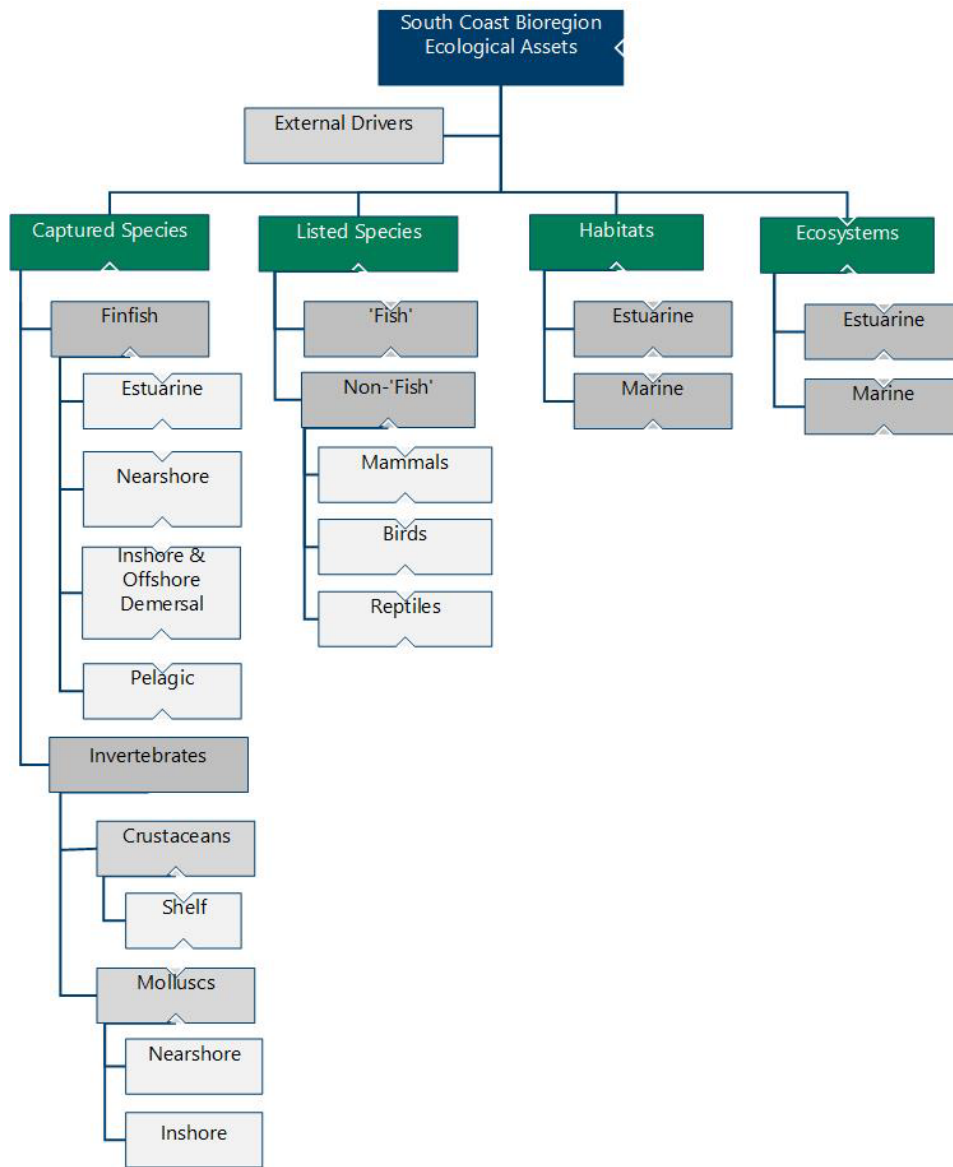 South Coast Bioregion
Ecological Assets
External Drivers
Captured Species
Listed Species
Habitats
Ecosystems
Finfish
Estuarine
Nearshore
Inshore &
Offshore
Demersal
Pelagic
Invertebrates
Crustaceans
Shelf
Molluscs
Nearshore
Inshore
'Fish'
Non-'Fish'
Mammals
Birds
Reptiles
Estuarine
Marine
Estuarine
Marine